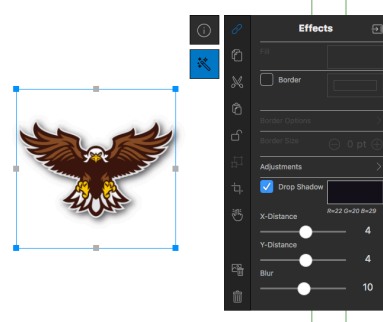 Effects
Fill
Border
Border Options
Border Size 0 pt
Adjustments
Drop Shadow
R=22 G=20 B=29
X-Distance
4
Y-Distance
4
Blur
10